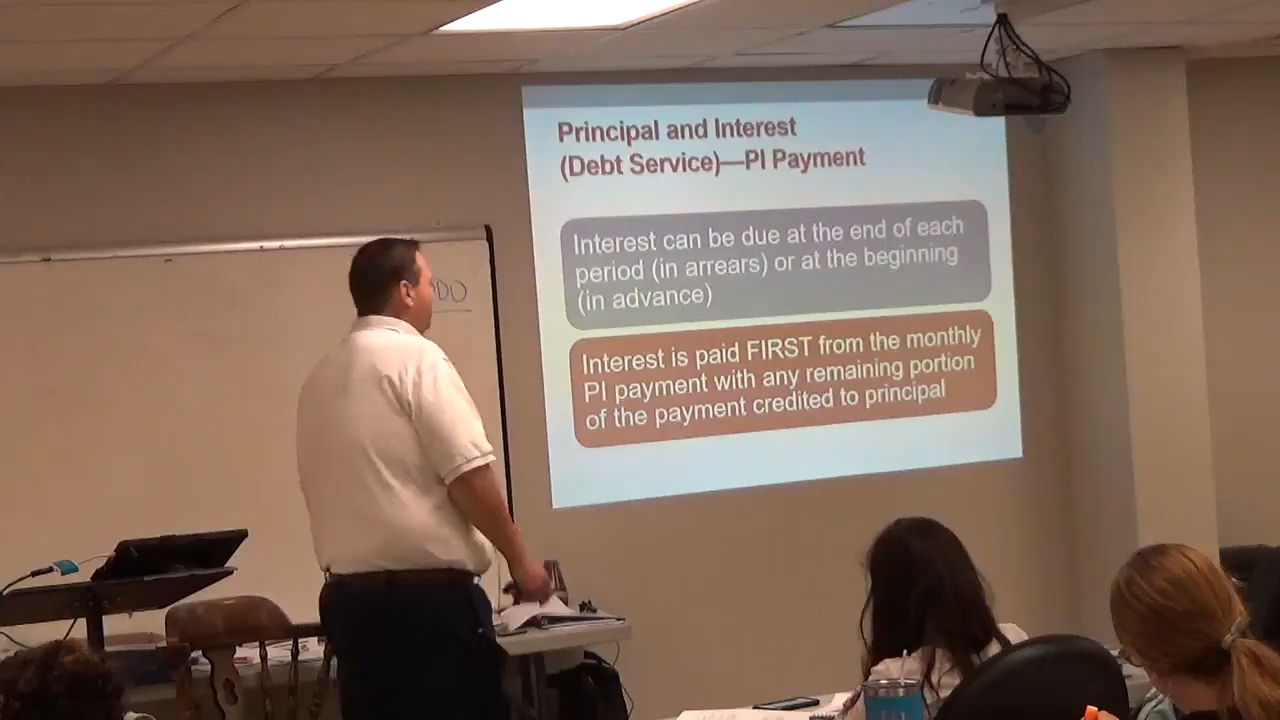 Principal and Interest
(Debt Service)—PI Payment
Interest can be due at the end of each
period (in arrears) or at the beginning
(in advance)
Interest is paid FIRST from the monthly
PI payment with any remaining portion
of the payment credited to principal